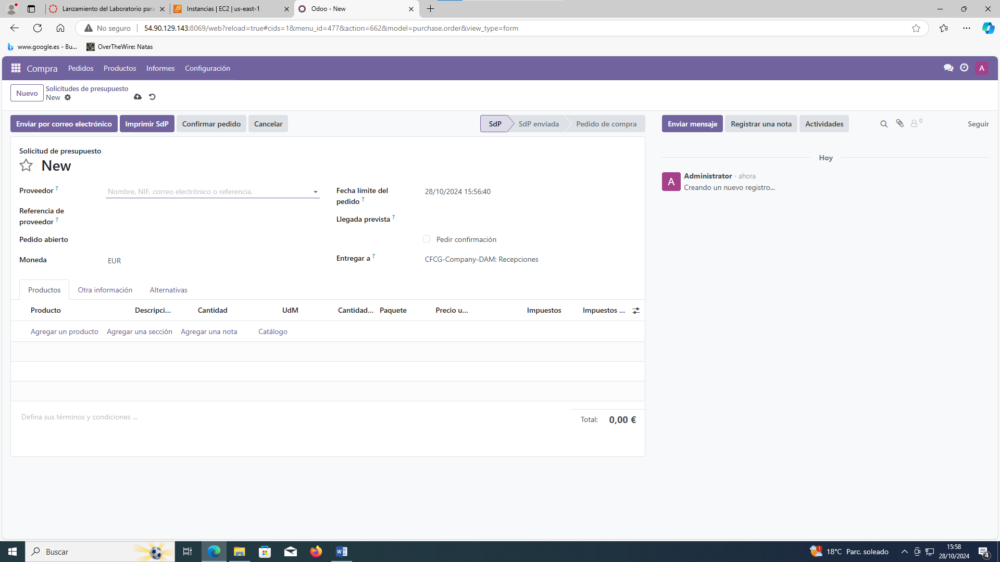 Lanzamiento del Laboratorio para
Instancias | EC2 | us-east-1
Odoo - New
No seguro
54.90.129.143:8069/web?reload=true#cids=1&menu_id=477&action=662&model=purchase.order&view_type=form
www.google.es - Bu...
OverTheWire: Natas
Compra Pedidos Productos Informes Configuración
A
Nuevo
Solicitudes de presupuesto
New
Enviar por correo electrónico Imprimir SdP Confirmar pedido Cancelar
SdP SdP enviada Pedido de compra
Enviar mensaje Registrar una nota Actividades
0
Seguir
Solicitud de presupuesto
New
Proveedor ?
Nombre, NIF, correo electrónico o referencia.
Referencia de
proveedor ?
Pedido abierto
Moneda
EUR
Fecha límite del
pedido ?
28/10/2024 15:56:40
Llegada prevista ?
Pedir confirmación
Entregar a ?
CFCG-Company-DAM: Recepciones
Hoy
A
Administrator - ahora
Creando un nuevo registro...
Productos Otra información Alternativas
Producto Descripci... Cantidad UdM Cantidad... Paquete Precio u... Impuestos Impuestos ...
Agregar un producto Agregar una sección Agregar una nota Catálogo
Defina sus términos y condiciones ...
Total: 0,00 €
Buscar
1
18°C Parc. soleado
15:58
28/10/2024
4